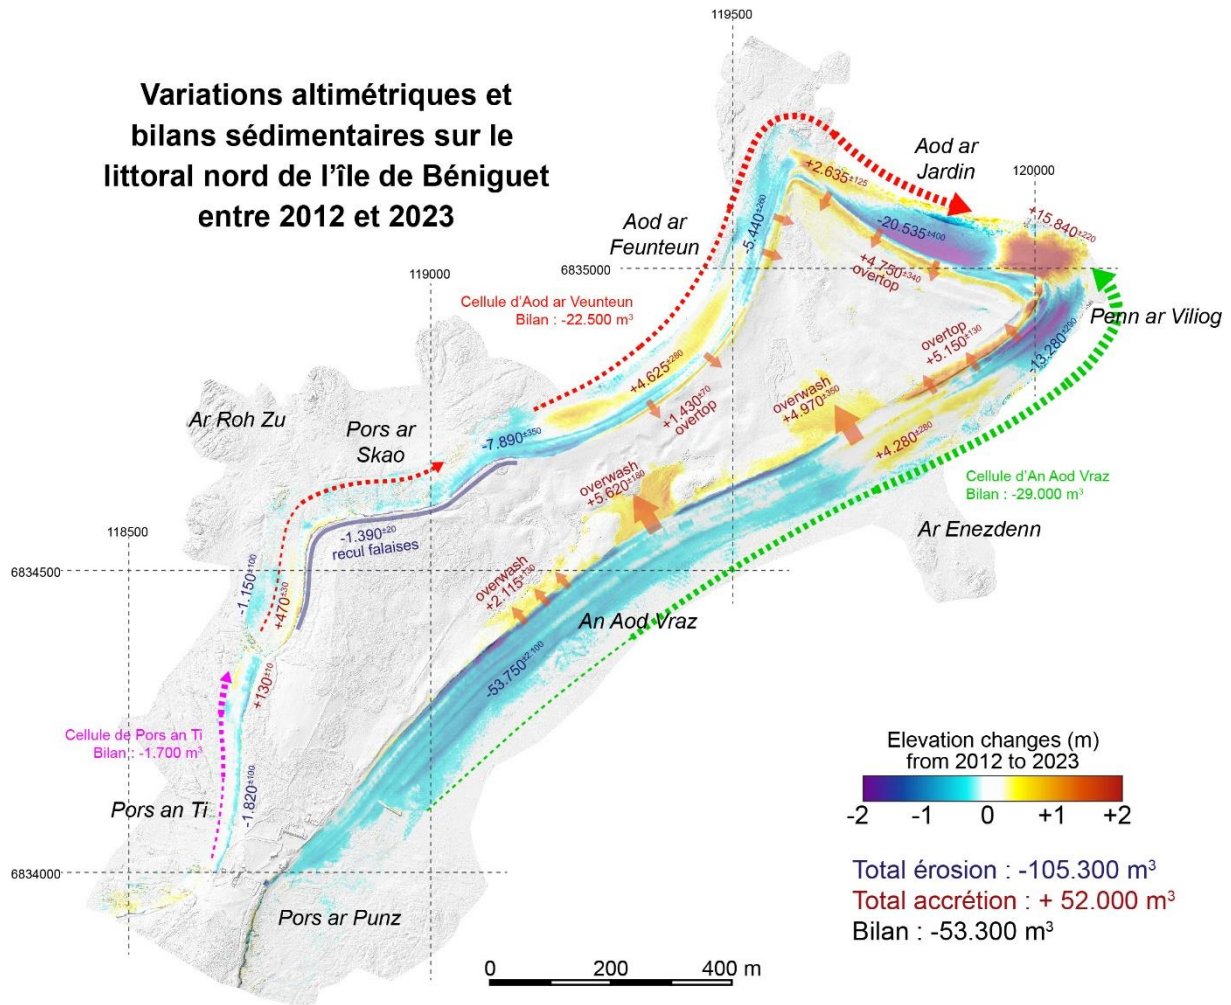 119500
Variations altimétriques et
bilans sédimentaires sur le
littoral nord de l'île de Béniguet
entre 2012 et 2023
Aod ar
Jardin
120000
+2.635±125
+15.840±220
-20.535±400
-5.440±260
Aod ar
Feunteun
119000
6835000
+4.750±340
overtop
Cellule d'Aod ar Veunteun
Bilan : -22.500 m³
Penn ar Viliog
overtop
+5.150±130
-13.280±290
+4.625±260
+1.430±70
overtop
overwash
+4.970±350
Ar Roh Zu
Pors ar
Skao
-7.890±350
+4.280±280
overwash
+5.620±180
Cellule d'An Aod Vraz
Bilan : -29.000 m³
118500
-1.390±20
recul falaises
Ar Enezdenn
6834500
-1.150±100
+470±30
overwash
+2.115±130
An Aod Vraz
-53.750±2.100
+130±10
Cellule de Pors an Ti
Bilan : -1.700 m³
Pors an Ti
-1.820±100
Elevation changes (m)
from 2012 to 2023
-2 -1 0 +1 +2
6834000
Total érosion : -105.300 m³
Total accrétion : + 52.000 m³
Bilan : -53.300 m³
Pors ar Punz
0 200 400 m